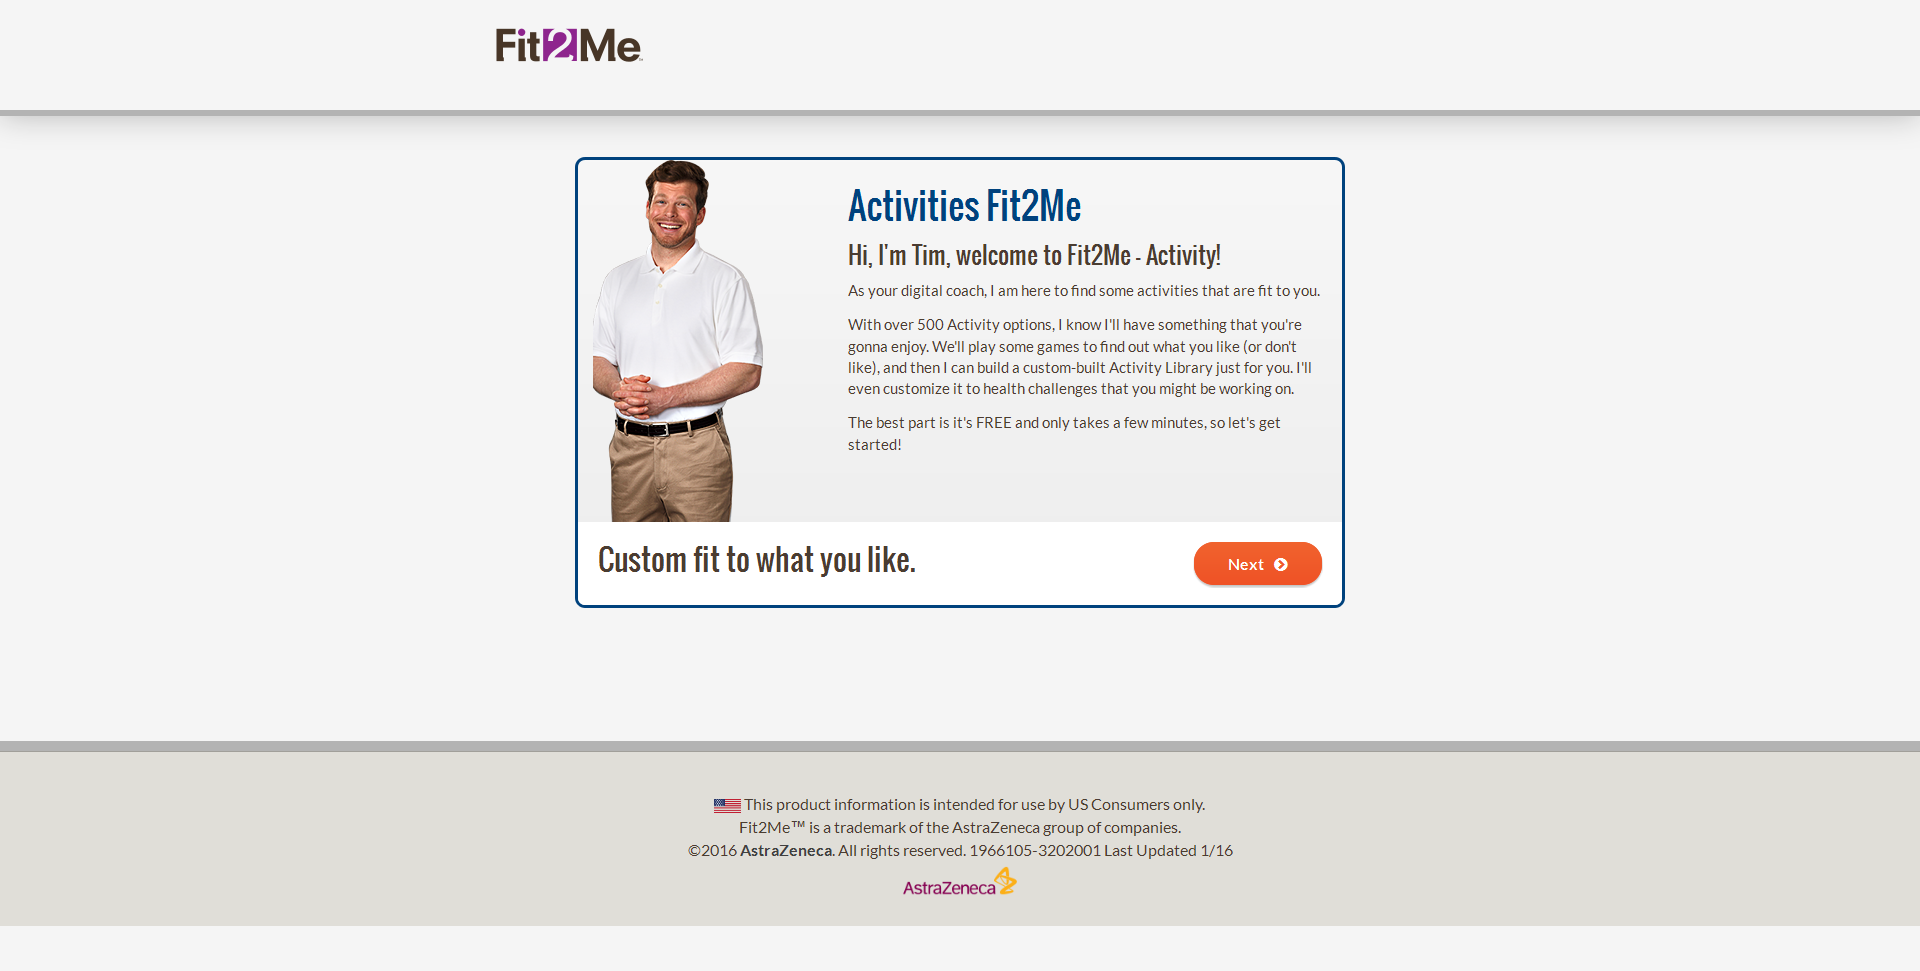 Fit2Me™
Activities Fit2Me
Hi, I'm Tim, welcome to Fit2Me - Activity!
As your digital coach, I am here to find some activities that are fit to you.
With over 500 Activity options, I know I'll have something that you're
gonna enjoy. We'll play some games to find out what you like (or don't
like), and then I can build a custom-built Activity Library just for you. I'll
even customize it to health challenges that you might be working on.
The best part is it's FREE and only takes a few minutes, so let's get
started!
Custom fit to what you like.
Next
This product information is intended for use by US Consumers only.
Fit2Me™ is a trademark of the AstraZeneca group of companies.
©2016 AstraZeneca. All rights reserved. 1966105-3202001 Last Updated 1/16
AstraZeneca